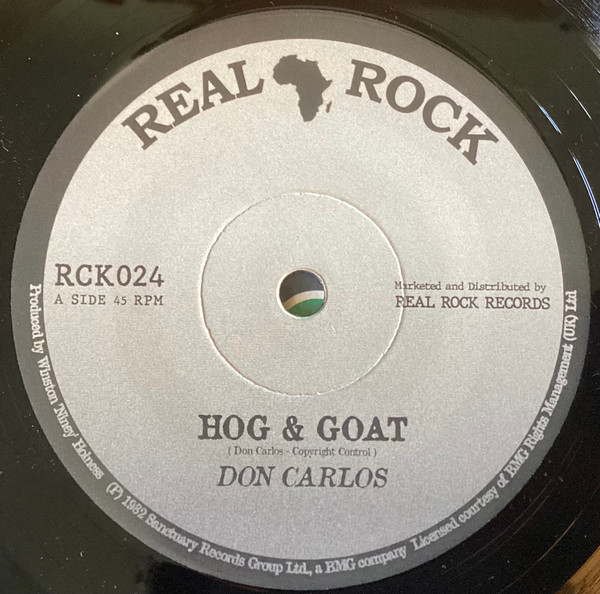 REAL ROCK
RCK024
A SIDE 45 RPM
Marketed and Distributed by
REAL ROCK RECORDS
HOG & GOAT
( Don Carlos - Copyright Control )
DON CARLOS
Produced by Winston 'Niney' Holness (P) 1982 Sanctuary Records Group Ltd., a BMG company Licensed courtesy of BMG Rights Management (UK) Ltd